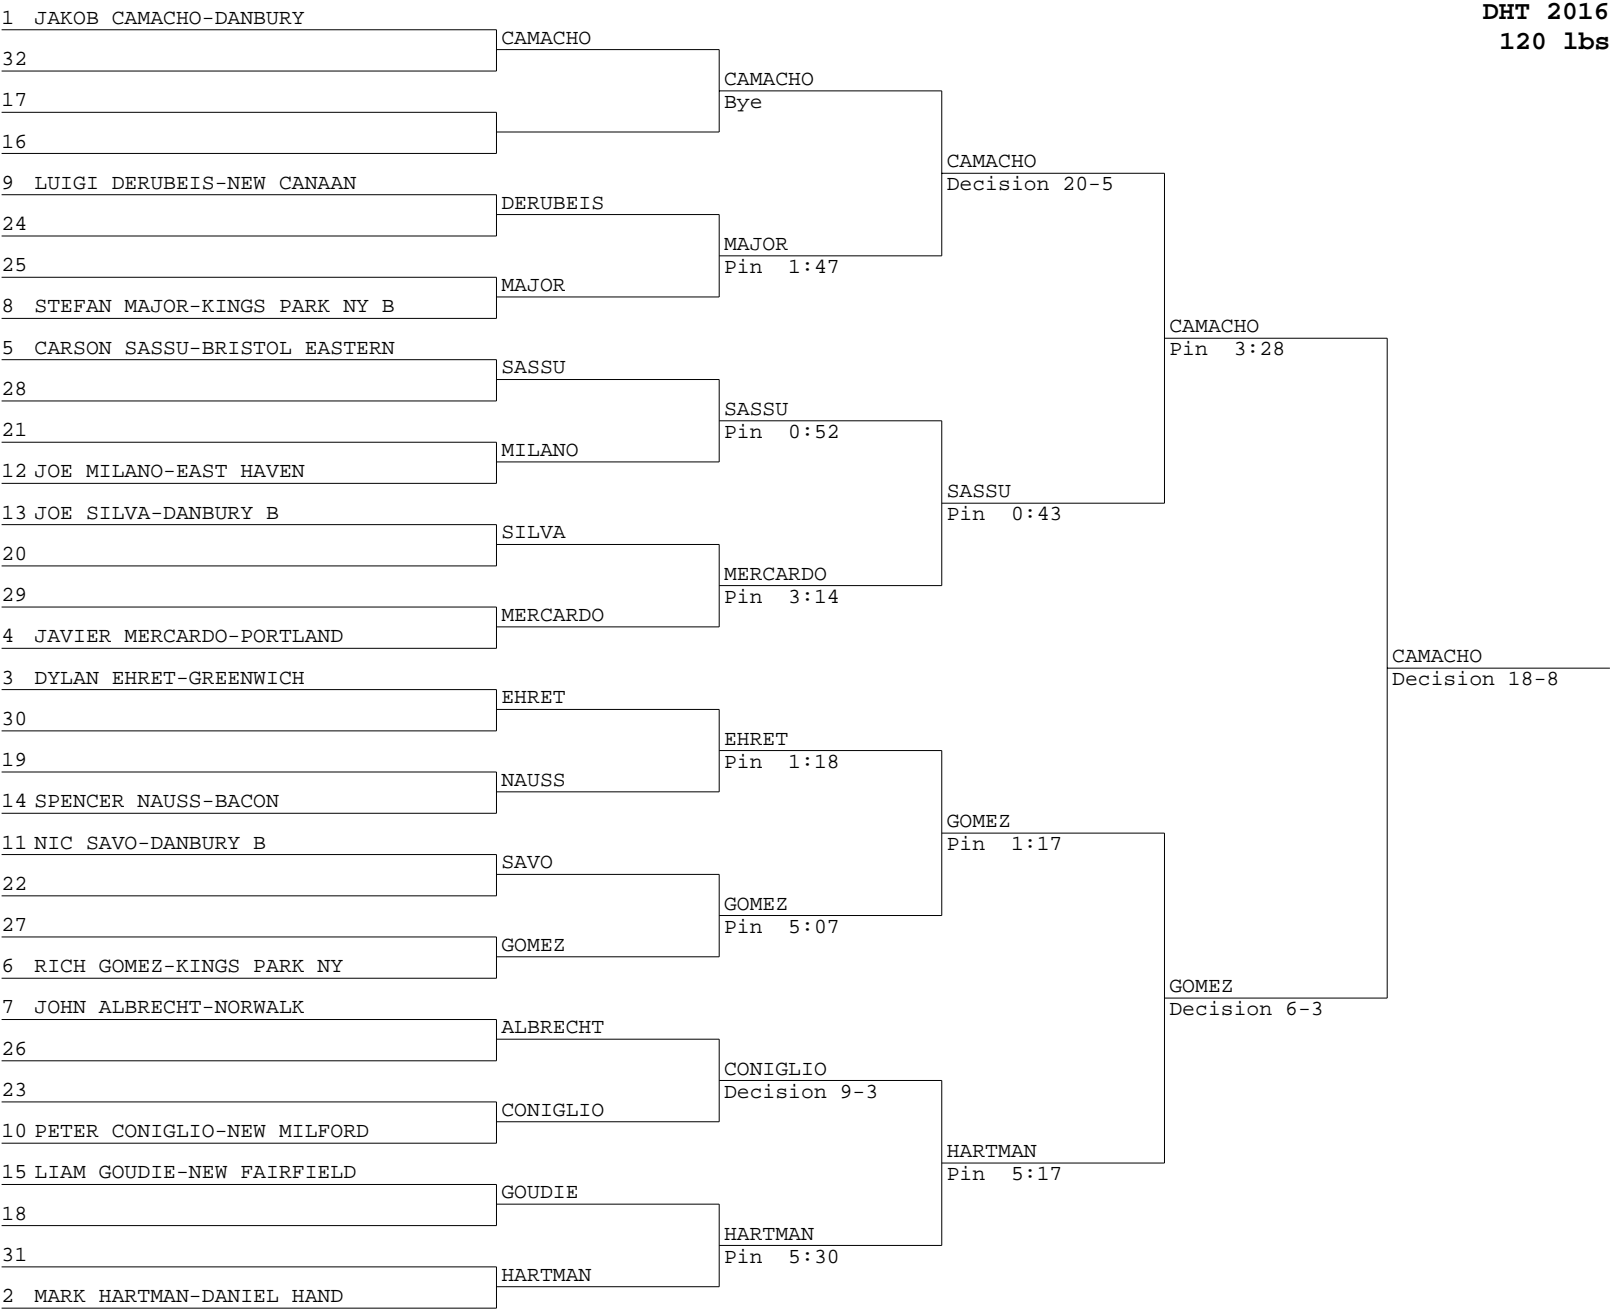 DHT 2016
120 lbs
1 JAKOB CAMACHO-DANBURY
32
17
16
9 LUIGI DERUBEIS-NEW CANAAN
24
25
8 STEFAN MAJOR-KINGS PARK NY B
5 CARSON SASSU-BRISTOL EASTERN
28
21
12 JOE MILANO-EAST HAVEN
13 JOE SILVA-DANBURY B
20
29
4 JAVIER MERCARDO-PORTLAND
3 DYLAN EHRET-GREENWICH
30
19
14 SPENCER NAUSS-BACON
11 NIC SAVO-DANBURY B
22
27
6 RICH GOMEZ-KINGS PARK NY
7 JOHN ALBRECHT-NORWALK
26
23
10 PETER CONIGLIO-NEW MILFORD
15 LIAM GOUDIE-NEW FAIRFIELD
18
31
2 MARK HARTMAN-DANIEL HAND
CAMACHO
DERUBEIS
MAJOR
SASSU
MILANO
SILVA
MERCARDO
EHRET
NAUSS
SAVO
GOMEZ
ALBRECHT
CONIGLIO
GOUDIE
HARTMAN
CAMACHO
Bye
MAJOR
Pin 1:47
SASSU
Pin 0:52
MERCARDO
Pin 3:14
EHRET
Pin 1:18
GOMEZ
Pin 5:07
CONIGLIO
Decision 9-3
HARTMAN
Pin 5:30
CAMACHO
Decision 20-5
SASSU
Pin 0:43
GOMEZ
Pin 1:17
HARTMAN
Pin 5:17
CAMACHO
Pin 3:28
GOMEZ
Decision 6-3
CAMACHO
Decision 18-8